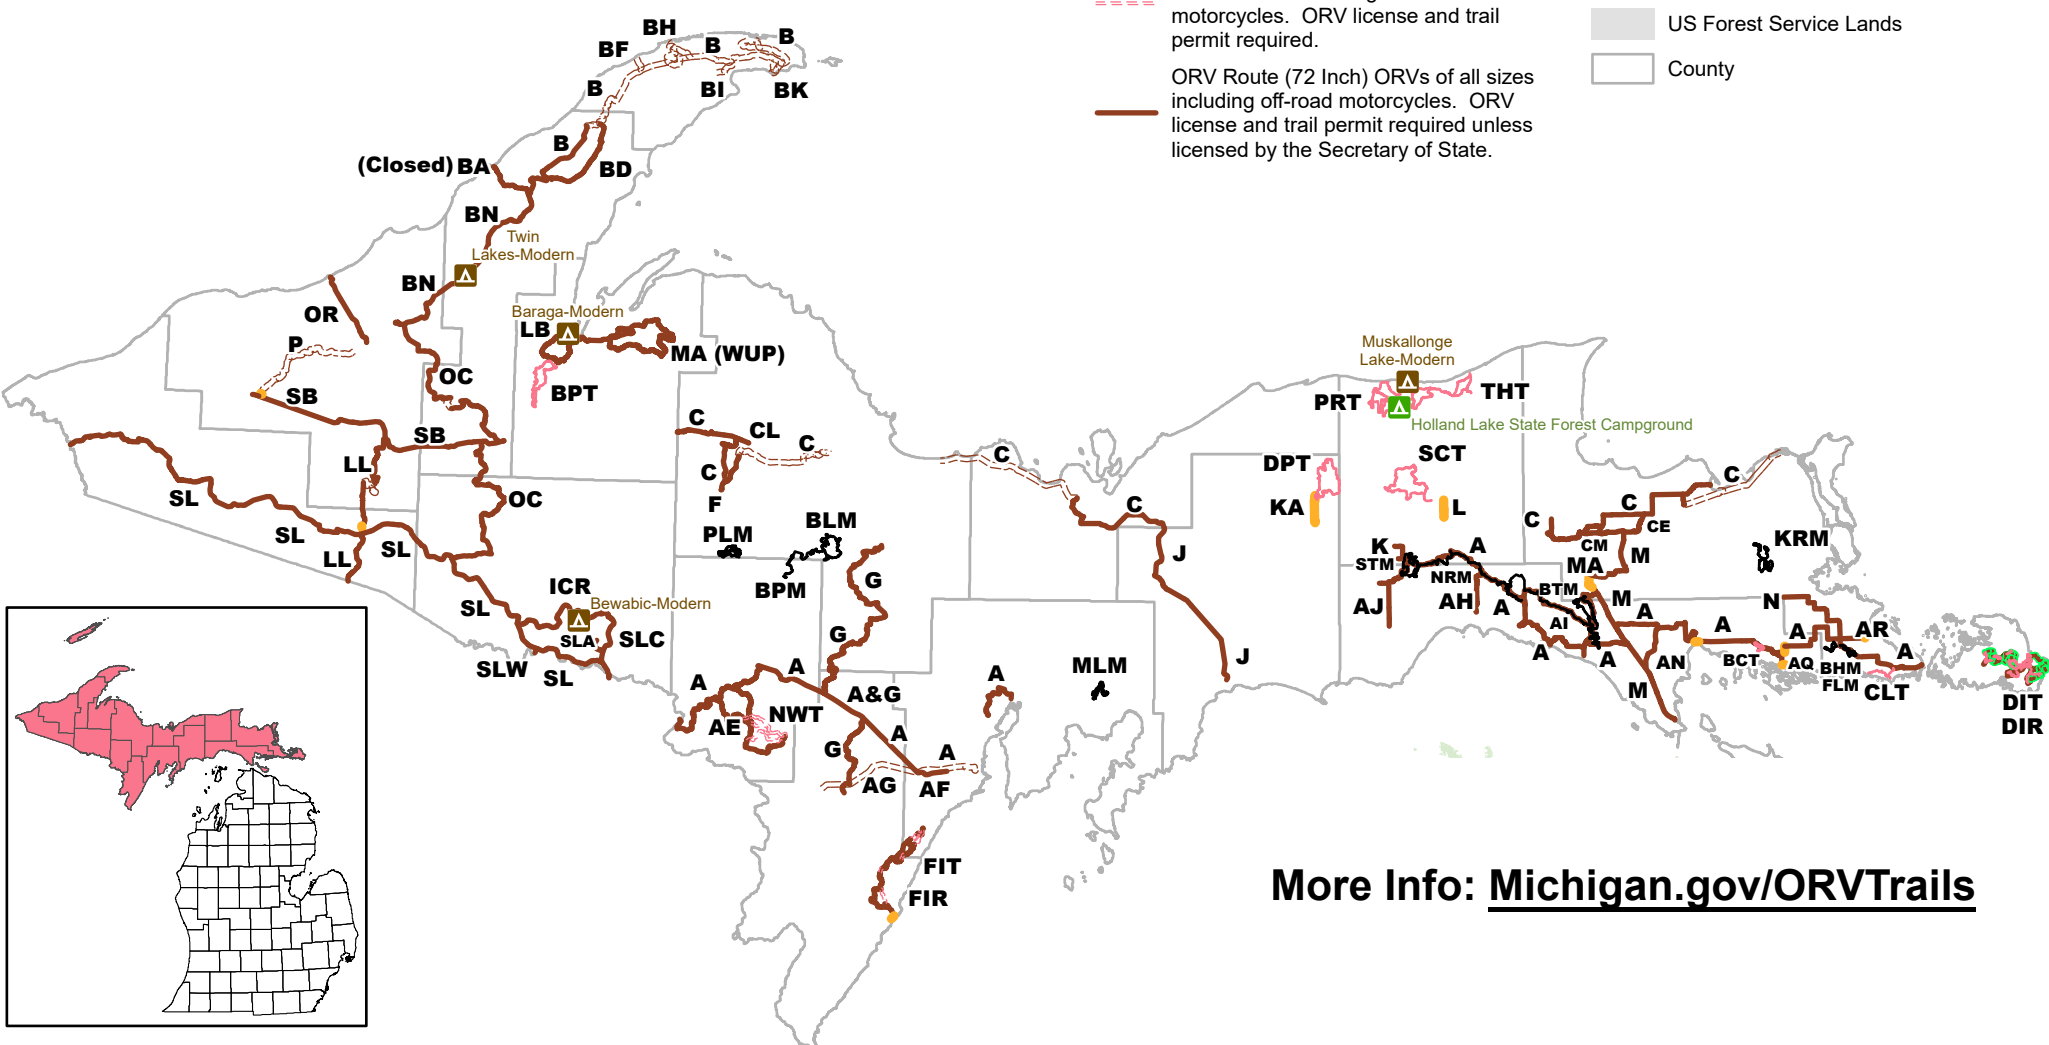 motorcycles. ORV license and trail
permit required.
ORV Route (72 Inch) ORVs of all sizes
including off-road motorcycles. ORV
license and trail permit required unless
licensed by the Secretary of State.
US Forest Service Lands
County
BH
B
B
BF
BI
BK
B
B
BD
(Closed) BA
BN
Twin
Lakes-Modern
BN
OR
P
Baraga-Modern
LB
MA (WUP)
BPT
OC
SB
SB
LL
SL
OC
SL
SL
LL
C
CL
C
C
F
PLM
BLM
BPM
G
ICR
Bewabic-Modern
SL
SLA
SLC
SLW
SL
G
A
A
A&G
AE
NWT
A
G
A
AG
AF
A
MLM
FIT
FIR
C
C
J
J
Muskallonge
Lake-Modern
PRT
THT
Holland Lake State Forest Campground
DPT
SCT
KA
L
C
C
C
CE
CM
K
STM
A
NRM
MA
M
KRM
AJ
AH
A
BTM
M
A
N
AI
A
A
A
A
AR
AN
BCT
AQ
BHM
FLM
A
CLT
M
DIT
DIR
More Info: Michigan.gov/ORVTrails